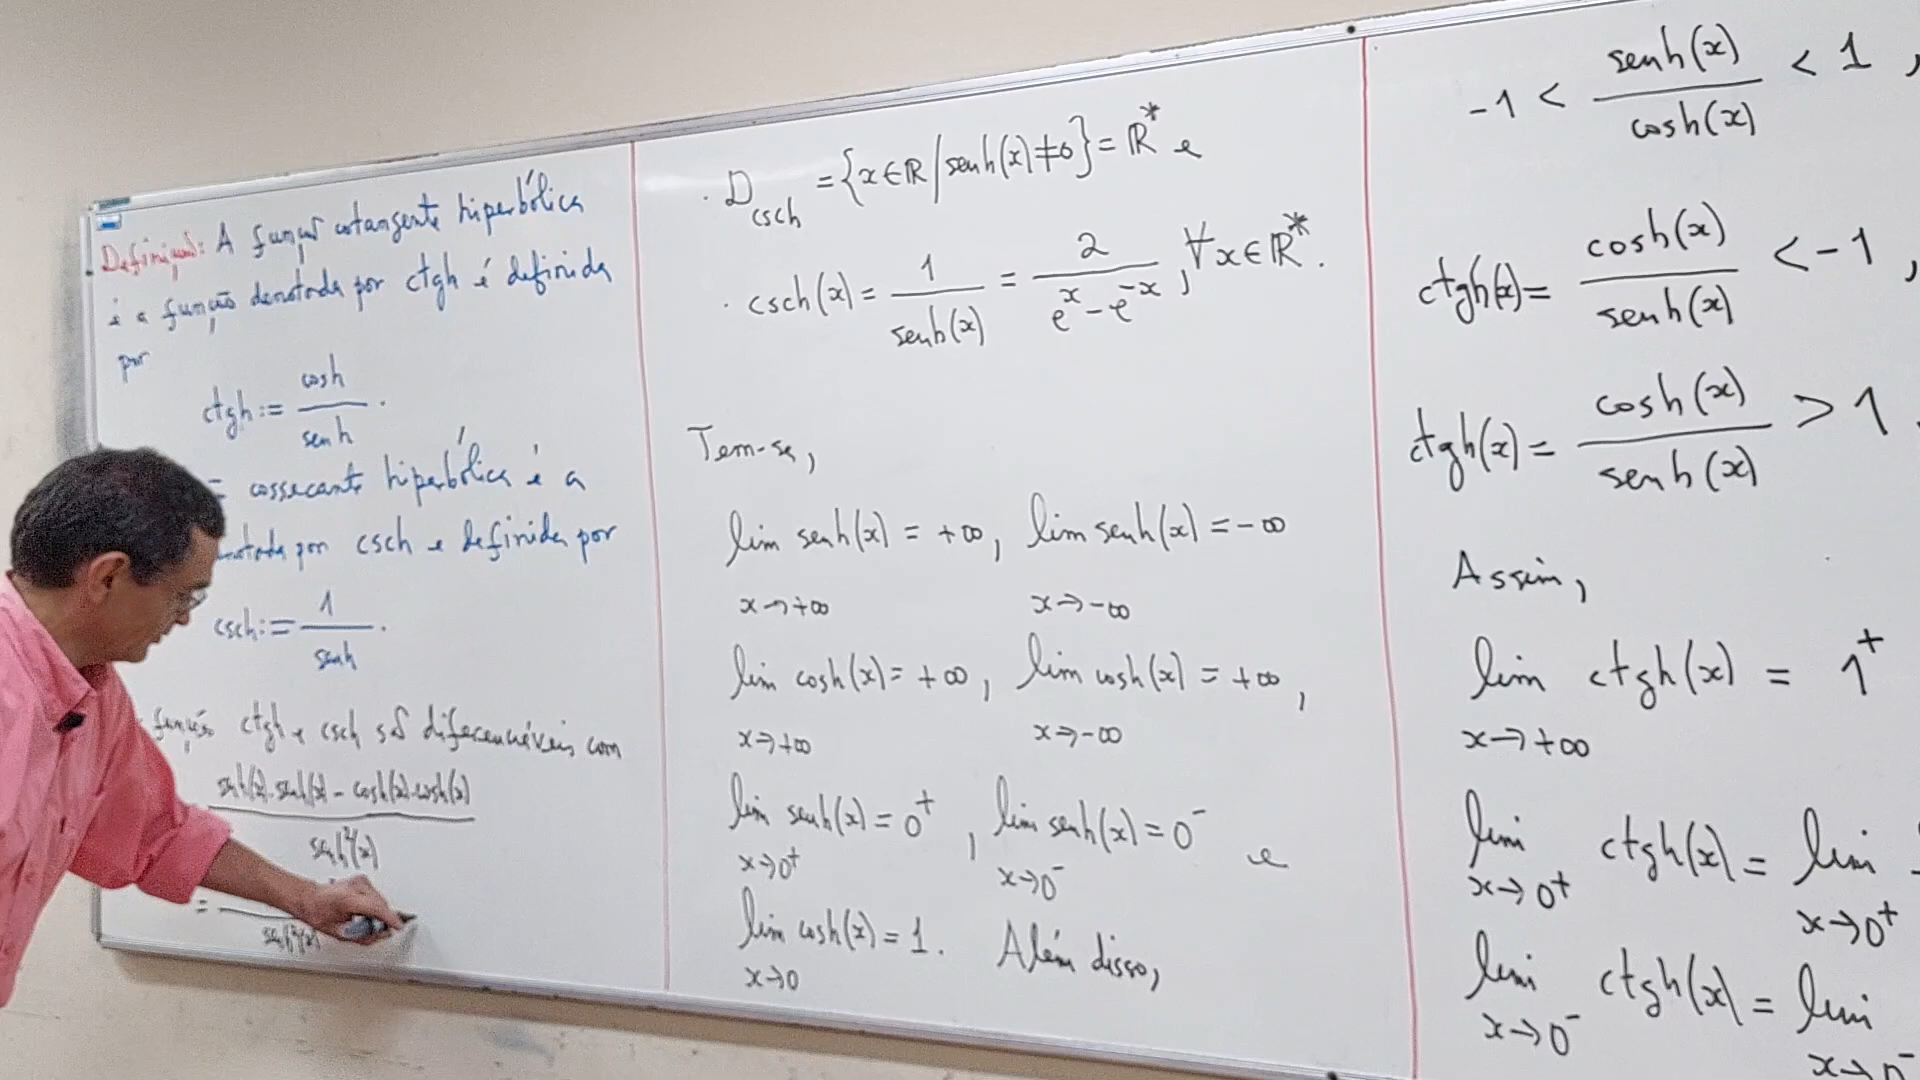 Definição: A função cotangente hiperbólica
é a função denotada por ctgh é definida
por
ctgh := cosh / senh .
cossecante hiperbólica é a
por csch e definida por
csch := 1 / senh .
função ctgh e csch são diferenciáveis com
senh(x)·senh(x) - cosh(x)·cosh(x) / senh²(x)
= / senh²(x)
· D_csch = {x ∈ ℝ / senh(x) ≠ 0} = ℝ* e
· csch(x) = 1 / senh(x) = 2 / (e^x - e^-x) , ∀x ∈ ℝ*.
Tem-se,
lim senh(x) = +∞, lim senh(x) = -∞
x→+∞ x→-∞
lim cosh(x) = +∞, lim cosh(x) = +∞,
x→+∞ x→-∞
lim senh(x) = 0⁺, lim senh(x) = 0⁻ e
x→0⁺ x→0⁻
lim cosh(x) = 1. Além disso,
x→0
-1 < senh(x) / cosh(x) < 1,
ctgh(x) = cosh(x) / senh(x) < -1,
ctgh(x) = cosh(x) / senh(x) > 1
Assim,
lim ctgh(x) = 1⁺
x→+∞
lim ctgh(x) = lim
x→0⁺ x→0⁺
lim ctgh(x) = lim
x→0⁻ x→0⁻